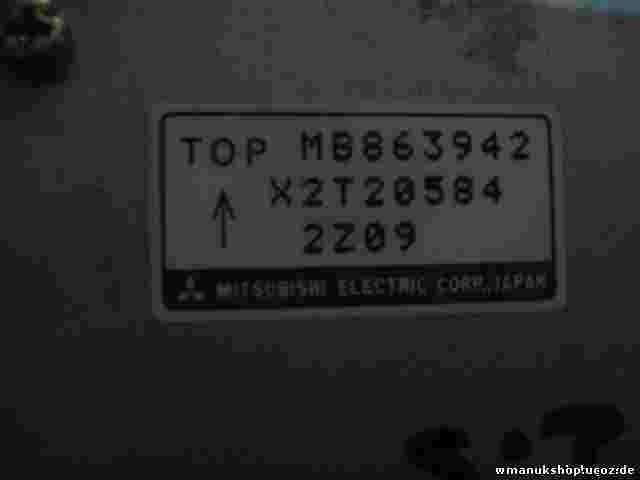 TOP MB863942
↑ X2T20584
2Z09
MITSUBISHI ELECTRIC CORP., JAPAN
S·T
wmanukshop.ucoz.de